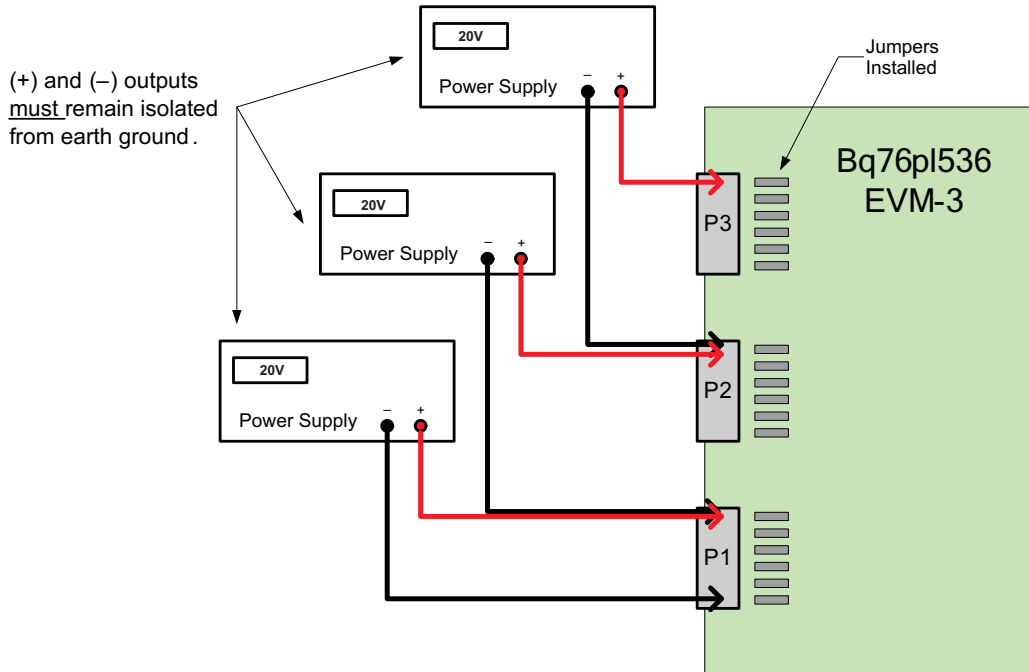 20V
Power Supply
– +
(+) and (–) outputs
must remain isolated
from earth ground.
Jumpers
Installed
Bq76pl536
EVM-3
20V
Power Supply
– +
P3
20V
Power Supply
– +
P2
P1